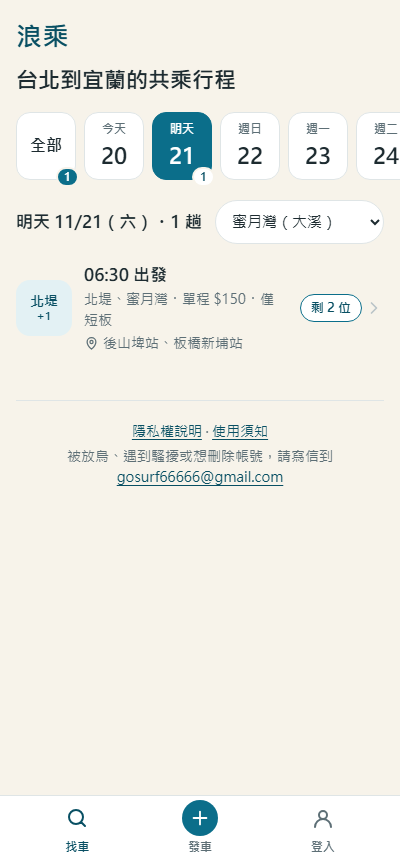 浪乘
台北到宜蘭的共乘行程
全部
1
今天
20
明天
21
1
週日
22
週一
23
週二
24
明天 11/21（六）· 1 趟
蜜月灣（大溪）
北堤
+1
06:30 出發
北堤、蜜月灣 · 單程 $150 · 僅
短板
後山埤站、板橋新埔站
剩 2 位
隱私權說明 · 使用須知
被放鳥、遇到騷擾或想刪除帳號，請寫信到
gosurf66666@gmail.com
找車
發車
登入